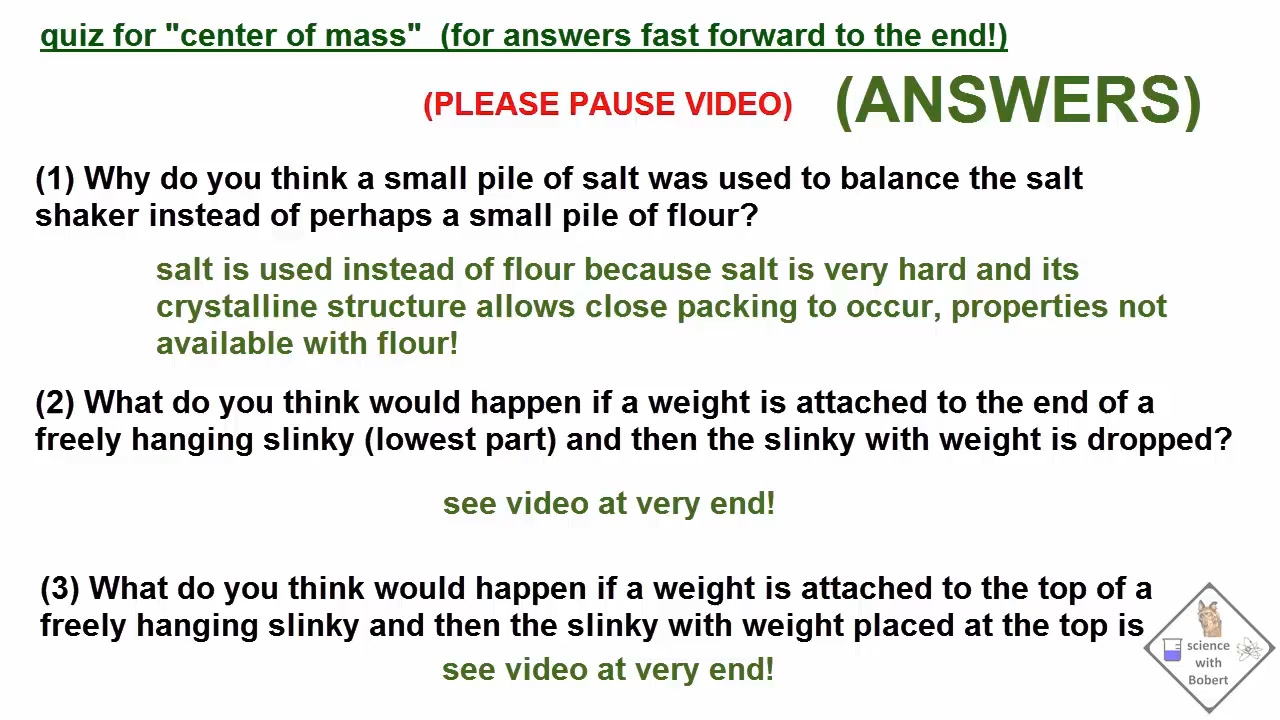 quiz for "center of mass"  (for answers fast forward to the end!)
(PLEASE PAUSE VIDEO) (ANSWERS)
(1) Why do you think a small pile of salt was used to balance the salt
shaker instead of perhaps a small pile of flour?
salt is used instead of flour because salt is very hard and its
crystalline structure allows close packing to occur, properties not
available with flour!
(2) What do you think would happen if a weight is attached to the end of a
freely hanging slinky (lowest part) and then the slinky with weight is dropped?
see video at very end!
(3) What do you think would happen if a weight is attached to the top of a
freely hanging slinky and then the slinky with weight placed at the top is
see video at very end!
science
with
Bobert